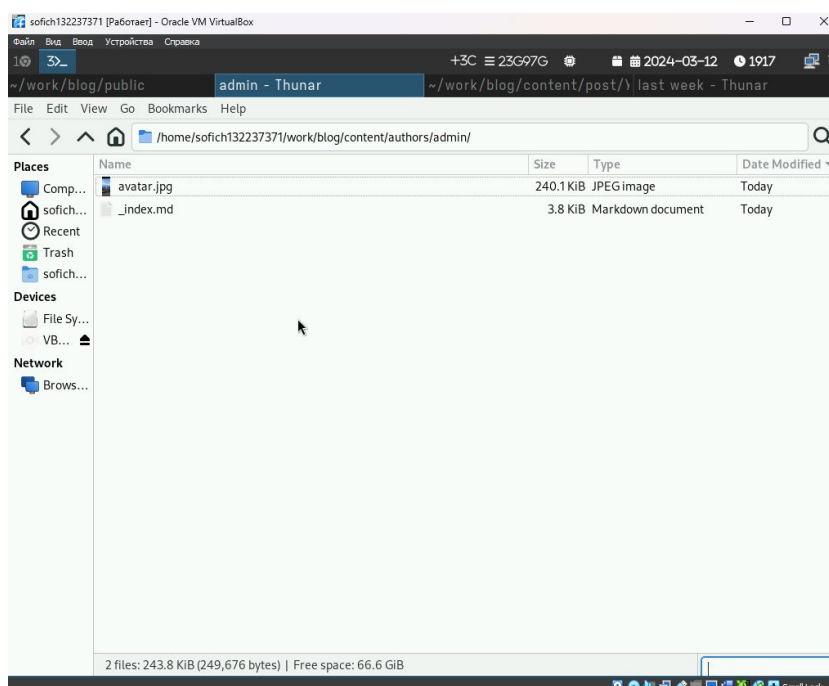 sofich132237371 [Работает] - Oracle VM VirtualBox
Файл Вид Ввод Устройства Справка
1 3>_ +3C 23G97G 2024-03-12 1917
~/work/blog/public admin - Thunar ~/work/blog/content/post/ last week - Thunar
File Edit View Go Bookmarks Help
/home/sofich132237371/work/blog/content/authors/admin/
Places
Name Size Type Date Modified
Comp... avatar.jpg 240.1 KiB JPEG image Today
sofich... _index.md 3.8 KiB Markdown document Today
Recent
Trash
sofich...
Devices
File Sy...
VB...
Network
Brows...
2 files: 243.8 KiB (249,676 bytes) | Free space: 66.6 GiB